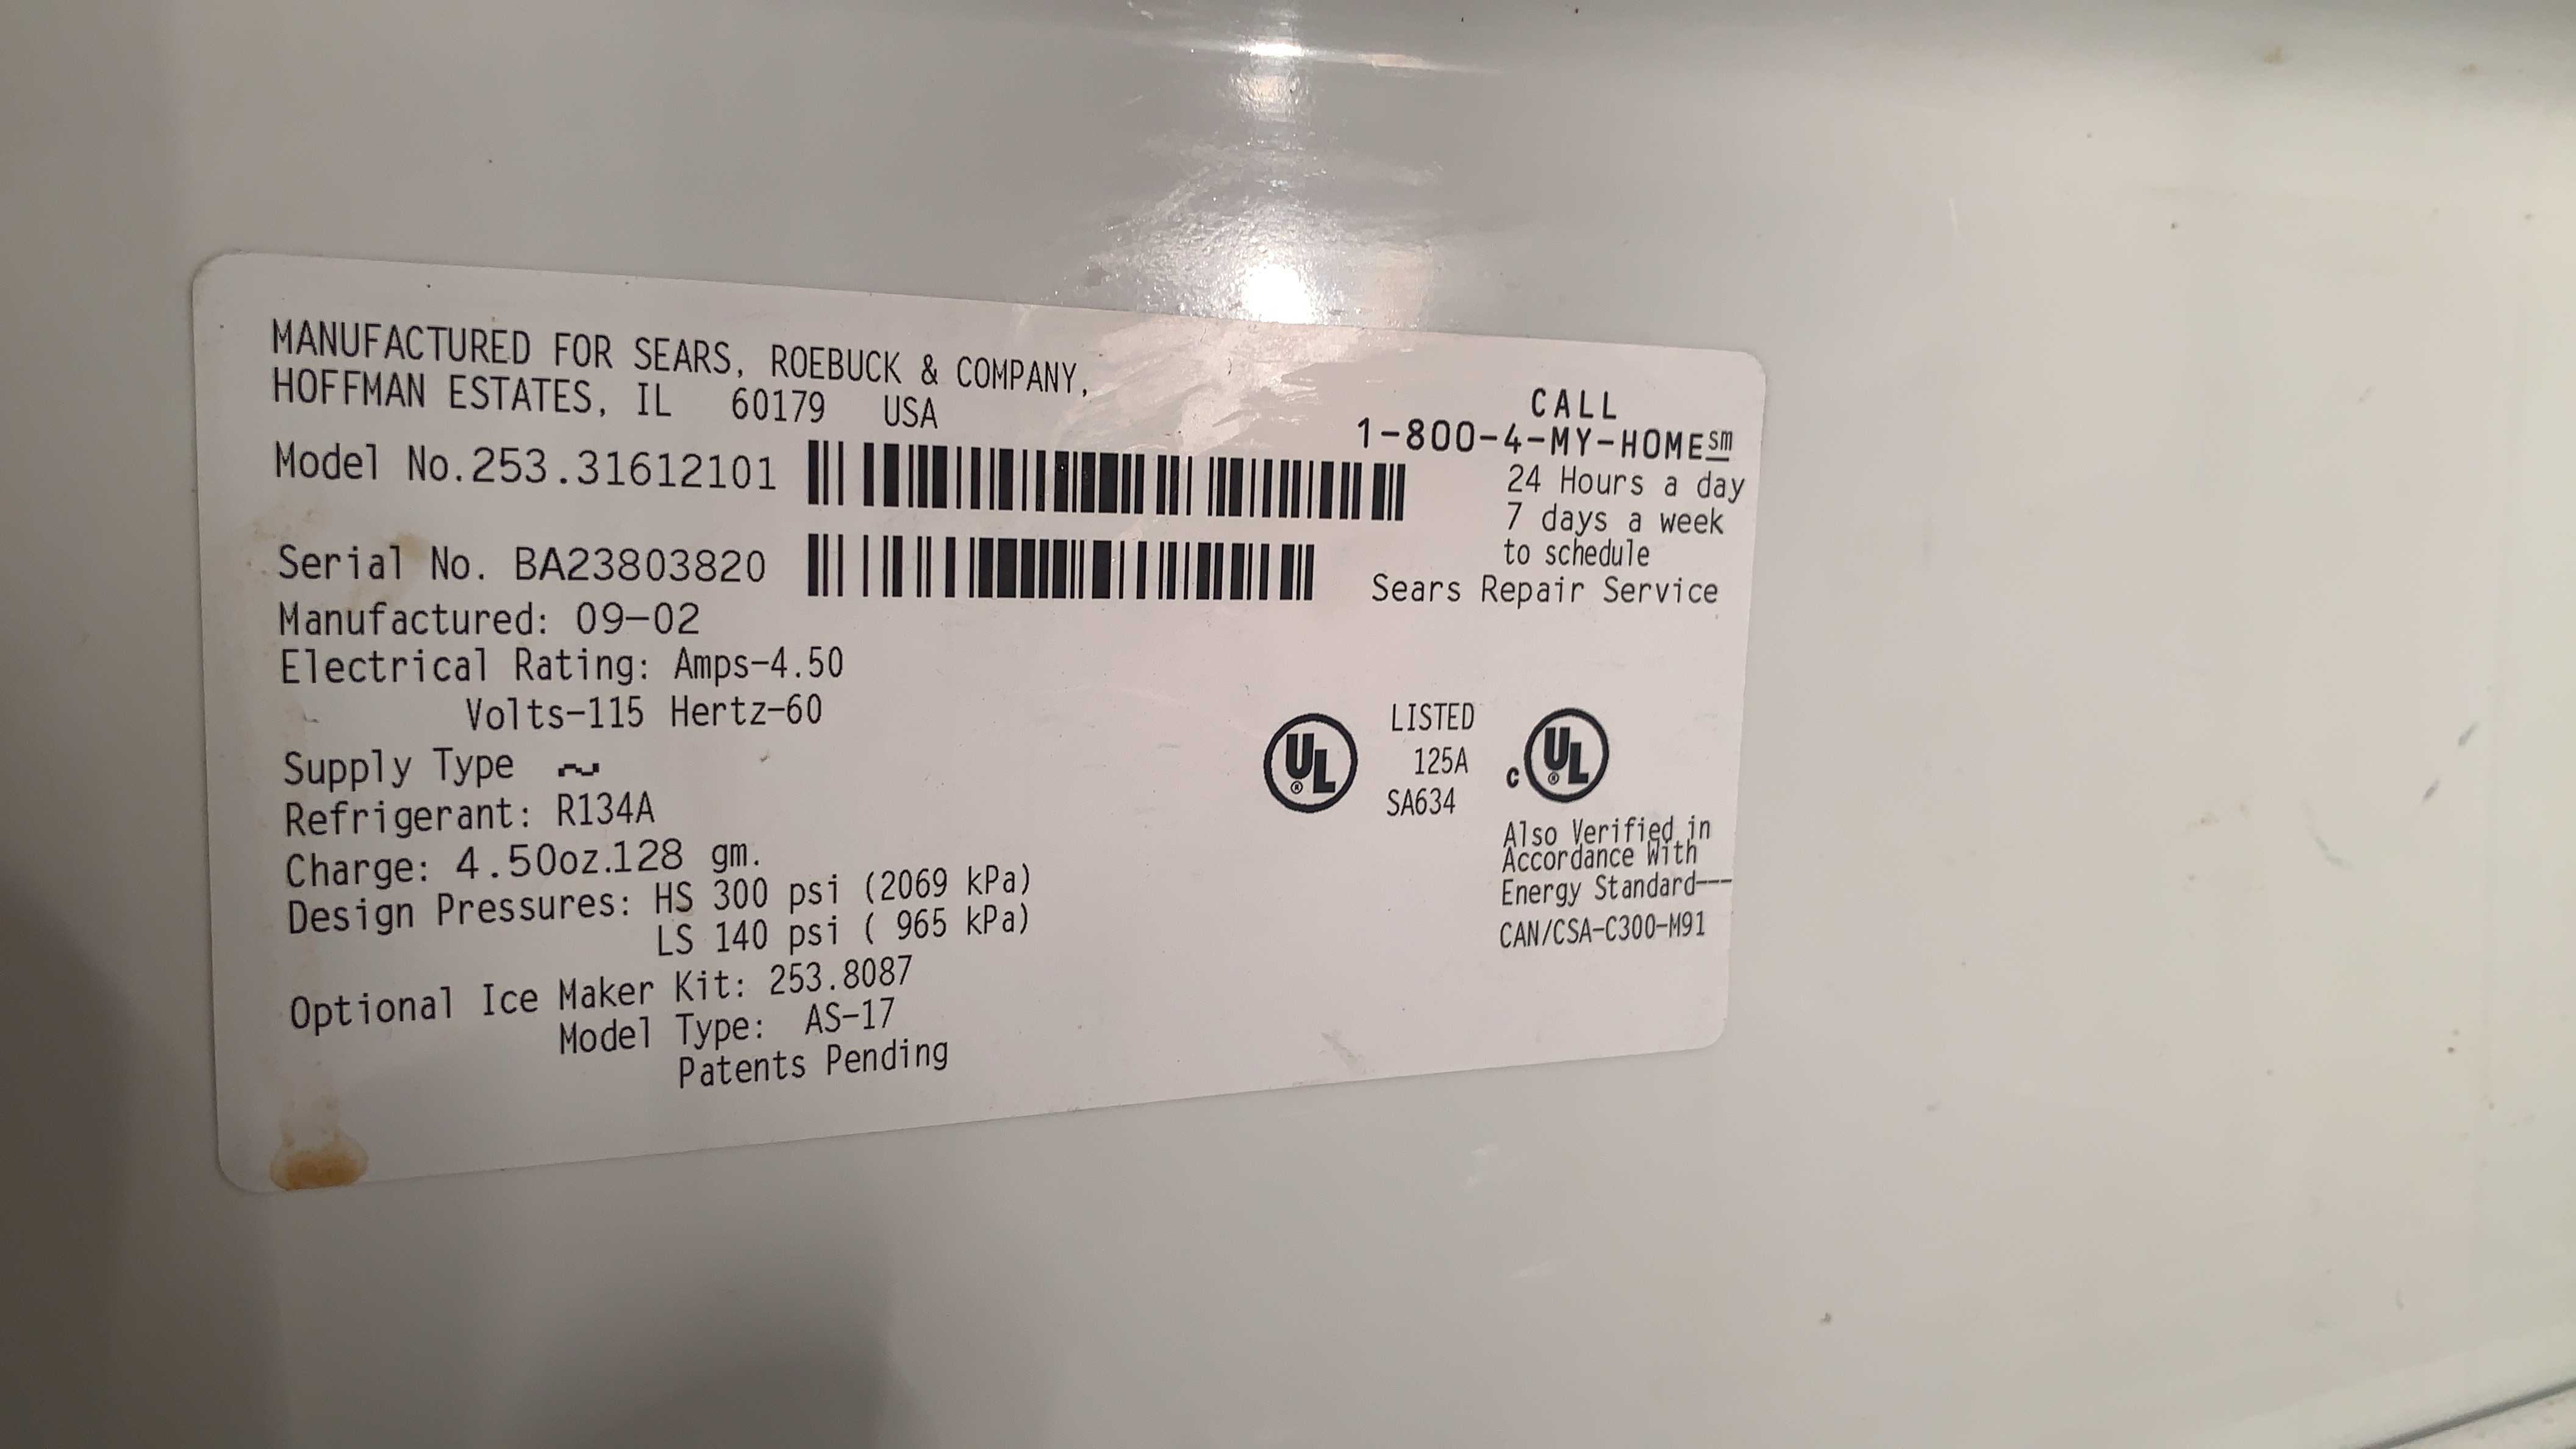 MANUFACTURED FOR SEARS, ROEBUCK & COMPANY,
HOFFMAN ESTATES, IL 60179 USA
Model No.253.31612101
Serial No. BA23803820
Manufactured: 09-02
Electrical Rating: Amps-4.50
Volts-115 Hertz-60
Supply Type ~
Refrigerant: R134A
Charge: 4.50oz.128 gm.
Design Pressures: HS 300 psi (2069 kPa)
LS 140 psi ( 965 kPa)
Optional Ice Maker Kit: 253.8087
Model Type: AS-17
Patents Pending
CALL
1-800-4-MY-HOME℠
24 Hours a day
7 days a week
to schedule
Sears Repair Service
UL®
LISTED
125A
SA634
C UL®
Also Verified in
Accordance With
Energy Standard---
CAN/CSA-C300-M91